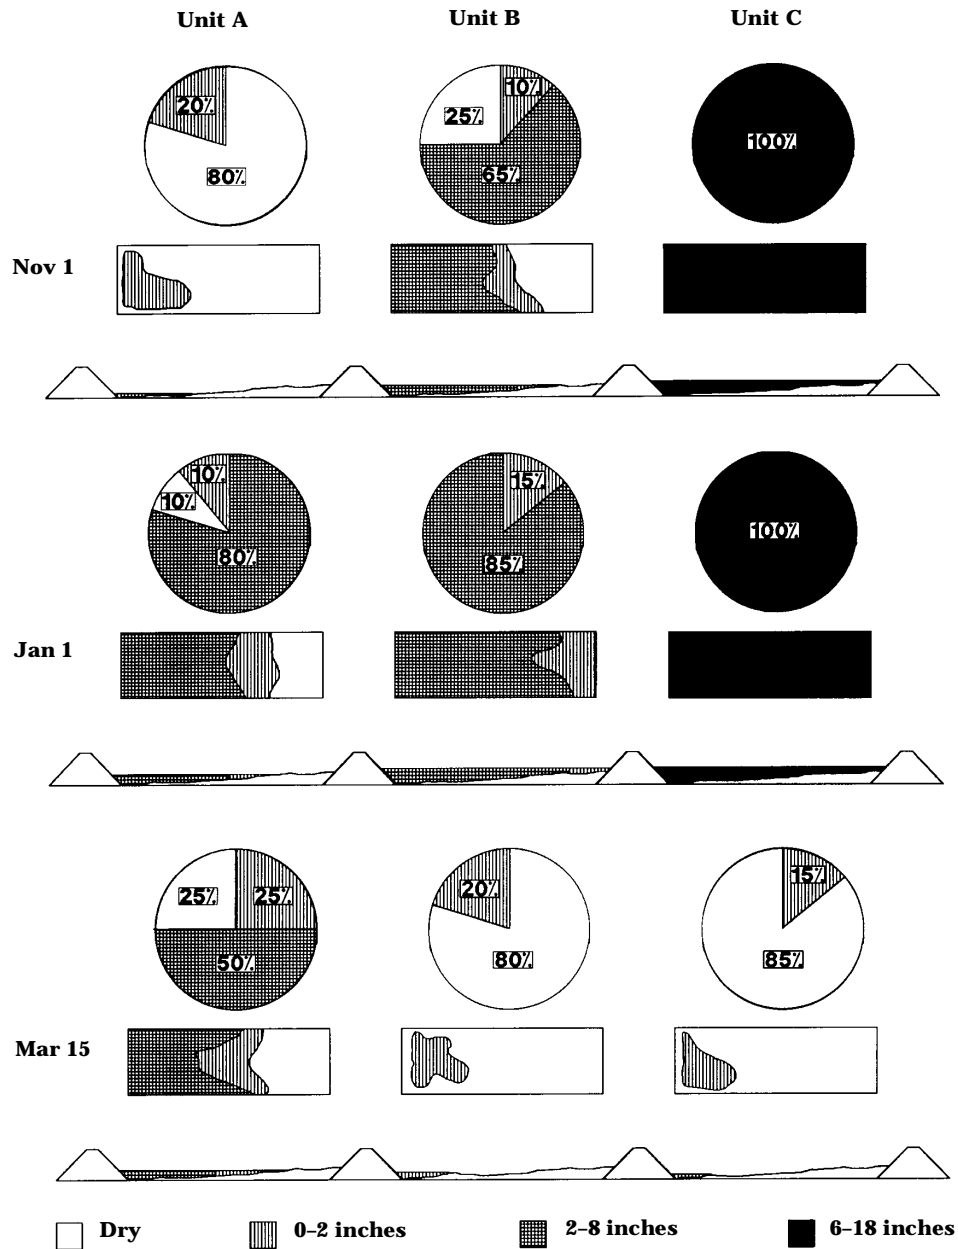 Unit A Unit B Unit C
20% 10% 25% 100%
80% 65%
Nov 1
10% 10% 15% 100%
80% 85%
Jan 1
25% 25% 20% 15%
50% 80% 85%
Mar 15
Dry 0–2 inches 2–8 inches 6–18 inches